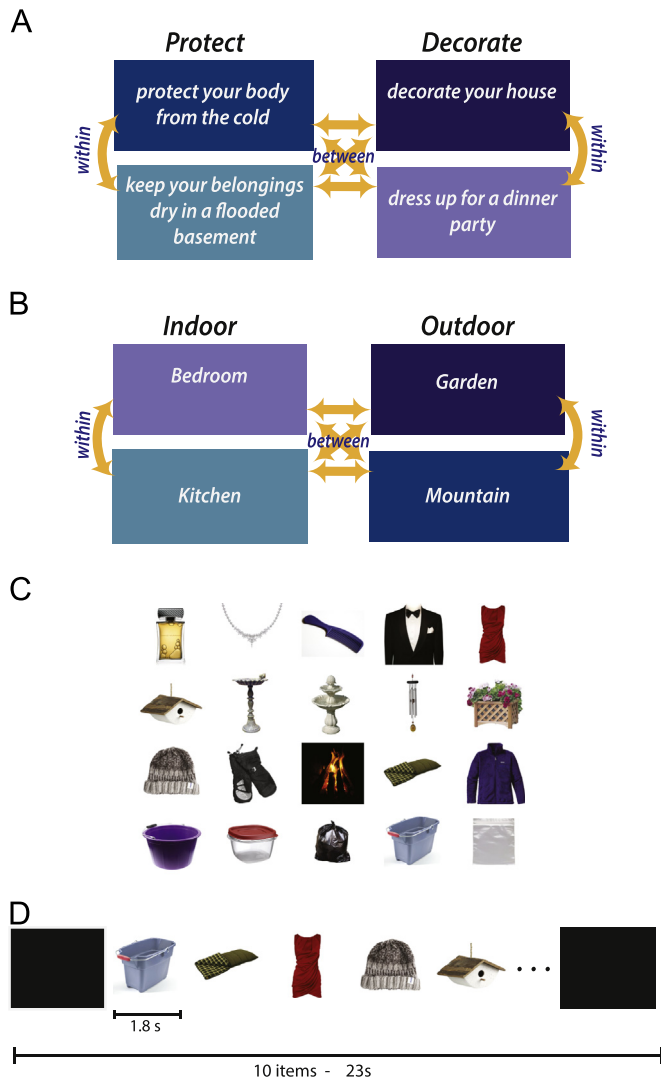 A
Protect Decorate
protect your body
from the cold
decorate your house
within
between
within
keep your belongings
dry in a flooded
basement
dress up for a dinner
party
B
Indoor Outdoor
Bedroom
Garden
within
between
within
Kitchen
Mountain
C
D
• • •
1.8 s
10 items - 23s